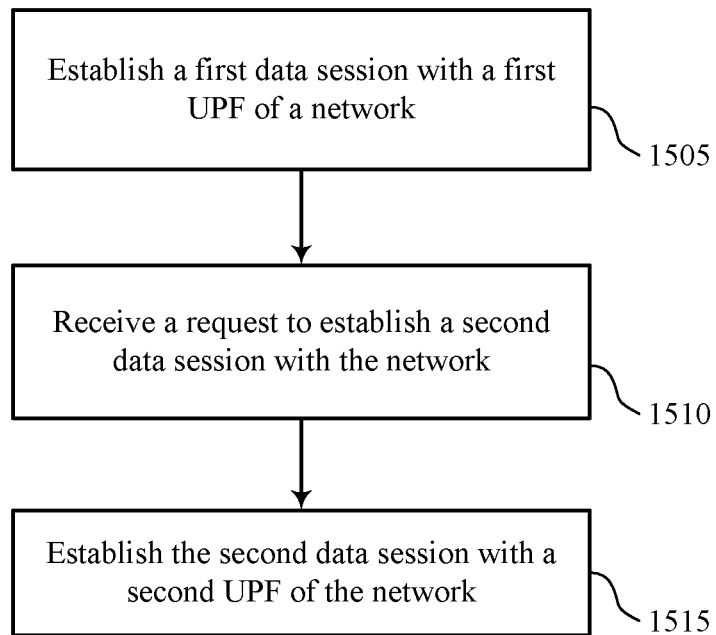 Establish a first data session with a first
UPF of a network
1505
Receive a request to establish a second
data session with the network
1510
Establish the second data session with a
second UPF of the network
1515